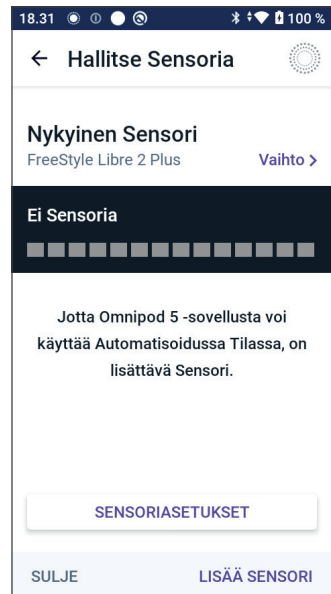 18.31 100 %
Hallitse Sensoria
Nykyinen Sensori
FreeStyle Libre 2 Plus Vaihto >
Ei Sensoria
Jotta Omnipod 5 -sovellusta voi
käyttää Automatisoidussa Tilassa, on
lisättävä Sensori.
SENSORIASETUKSET
SULJE LISÄÄ SENSORI